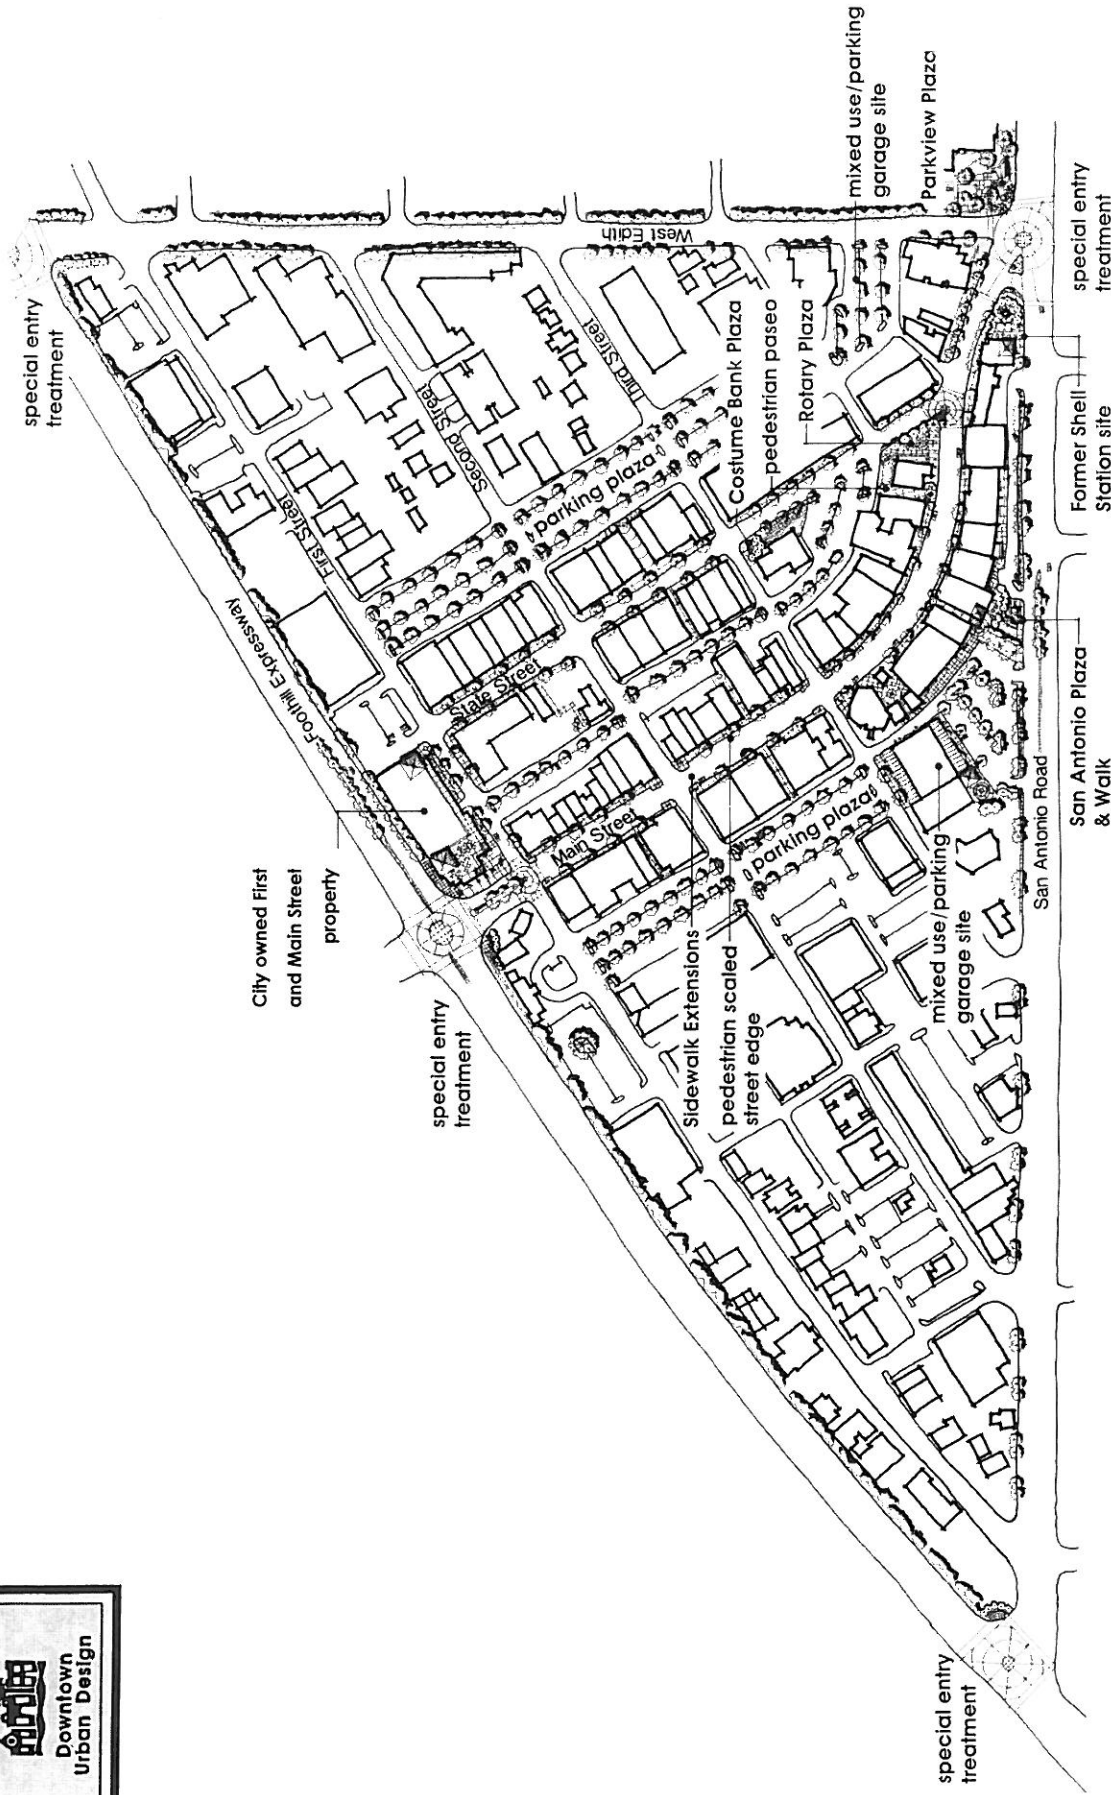 Downtown
Urban Design
special entry
treatment
Foothill Expressway
First Street
Second Street
Third Street
West Edith
State Street
Main Street
City owned First
and Main Street
property
special entry
treatment
parking plaza
Costume Bank Plaza
pedestrian paseo
Rotary Plaza
mixed use/parking
garage site
Parkview Plaza
Sidewalk Extensions
pedestrian scaled
street edge
parking plaza
mixed use/parking
garage site
San Antonio Road
San Antonio Plaza
& Walk
Former Shell
Station site
special entry
treatment
special entry
treatment